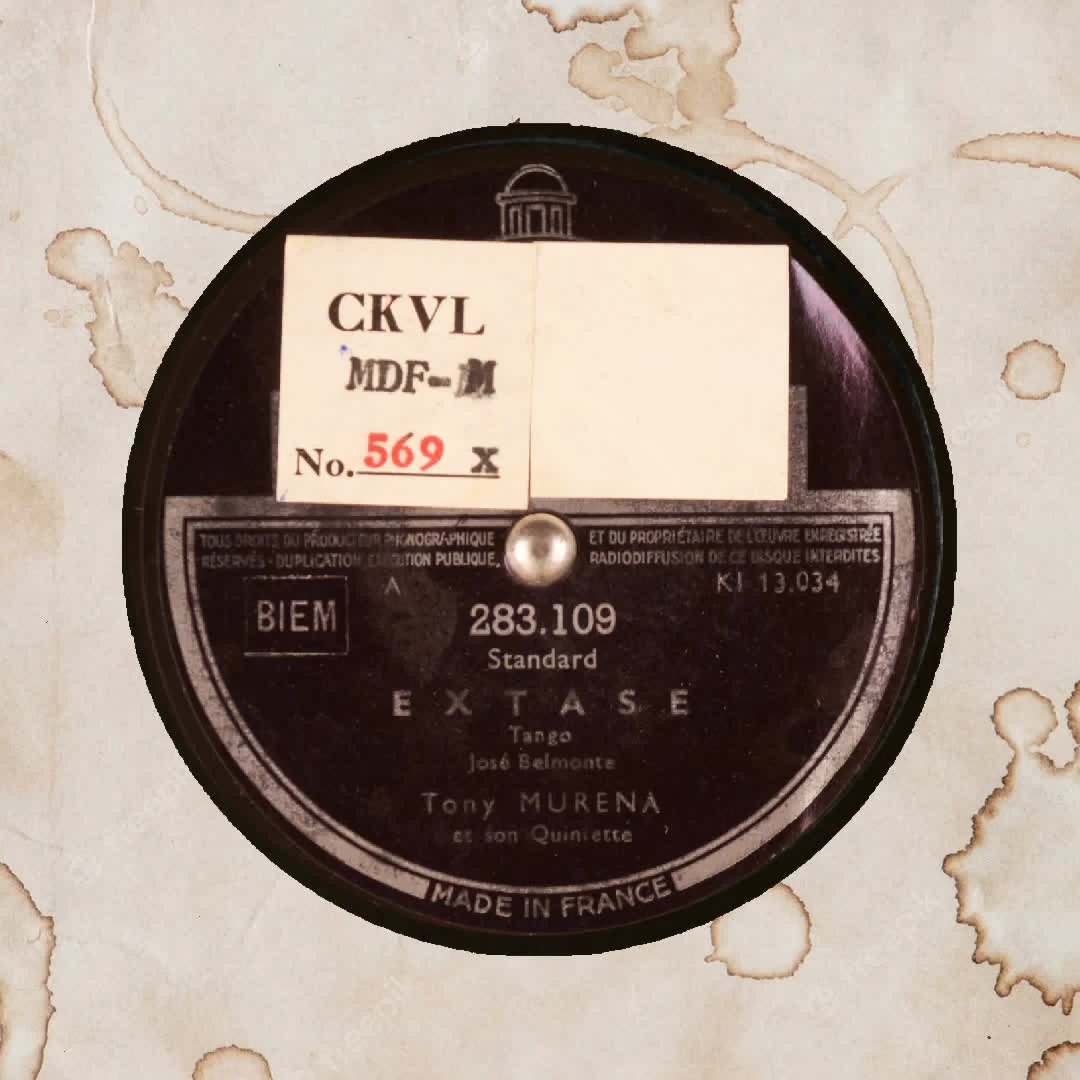 CKVL
MDF-M
No. 569 X
TOUS DROITS DU PRODUCTEUR PHONOGRAPHIQUE ET DU PROPRIÉTAIRE DE L'ŒUVRE ENREGISTRÉE
RÉSERVÉS - DUPLICATION EXÉCUTION PUBLIQUE, RADIODIFFUSION DE CE DISQUE INTERDITES
A KI 13.034
BIEM
283.109
Standard
EXTASE
Tango
José Belmonte
Tony MURENA
et son Quintette
MADE IN FRANCE